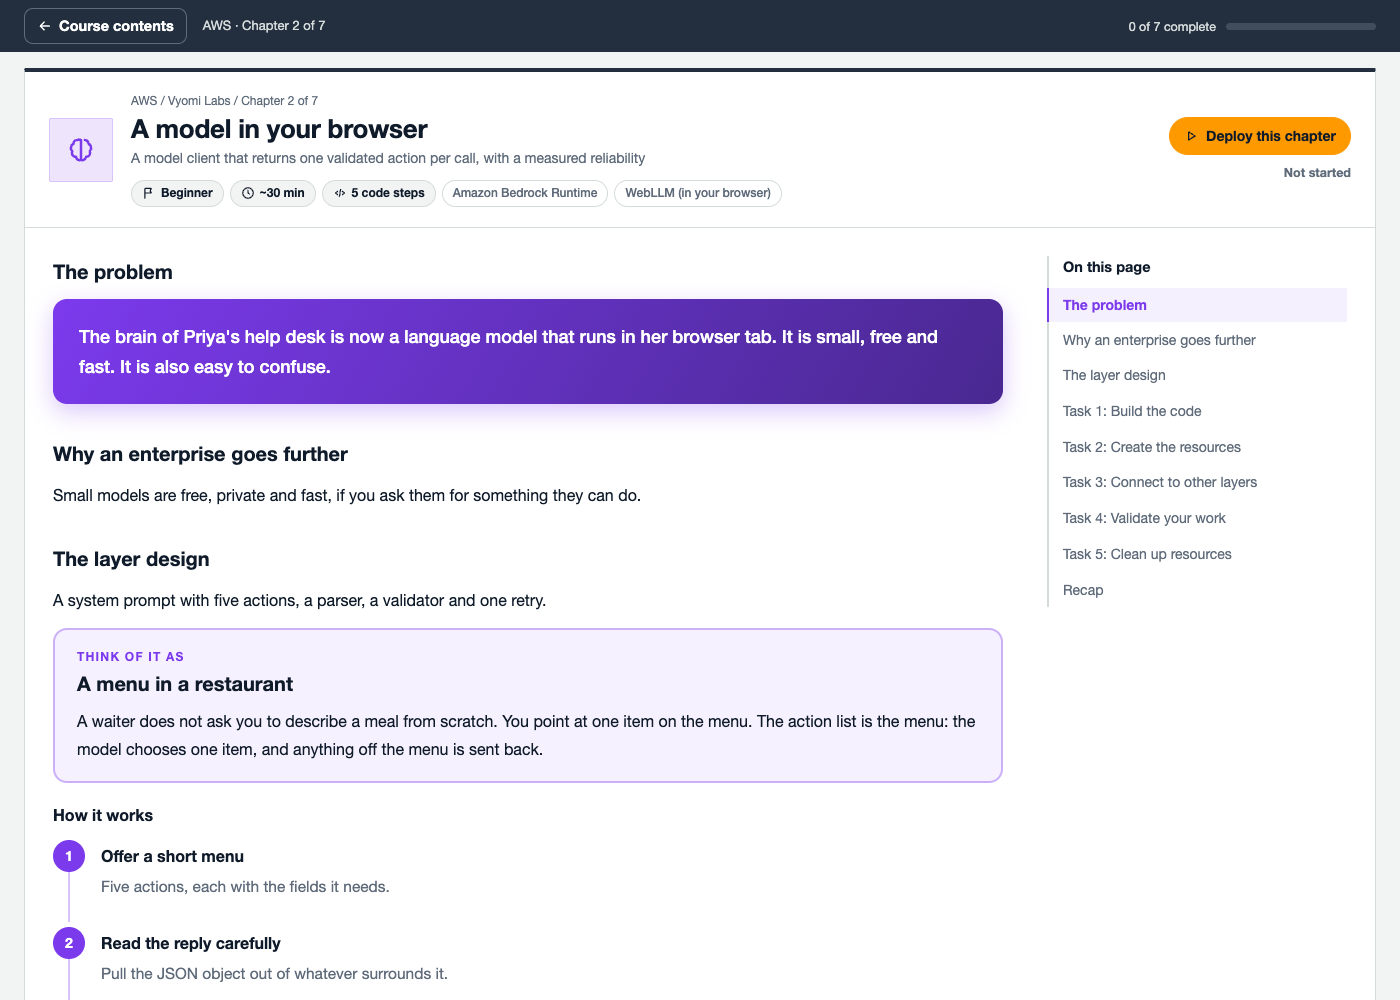 Course contents
AWS · Chapter 2 of 7
0 of 7 complete
AWS / Vyomi Labs / Chapter 2 of 7
A model in your browser
A model client that returns one validated action per call, with a measured reliability
Beginner
~30 min
5 code steps
Amazon Bedrock Runtime
WebLLM (in your browser)
Deploy this chapter
Not started
The problem
The brain of Priya's help desk is now a language model that runs in her browser tab. It is small, free and
fast. It is also easy to confuse.
Why an enterprise goes further
Small models are free, private and fast, if you ask them for something they can do.
The layer design
A system prompt with five actions, a parser, a validator and one retry.
THINK OF IT AS
A menu in a restaurant
A waiter does not ask you to describe a meal from scratch. You point at one item on the menu. The action list is the menu: the
model chooses one item, and anything off the menu is sent back.
How it works
1
Offer a short menu
Five actions, each with the fields it needs.
2
Read the reply carefully
Pull the JSON object out of whatever surrounds it.
On this page
The problem
Why an enterprise goes further
The layer design
Task 1: Build the code
Task 2: Create the resources
Task 3: Connect to other layers
Task 4: Validate your work
Task 5: Clean up resources
Recap